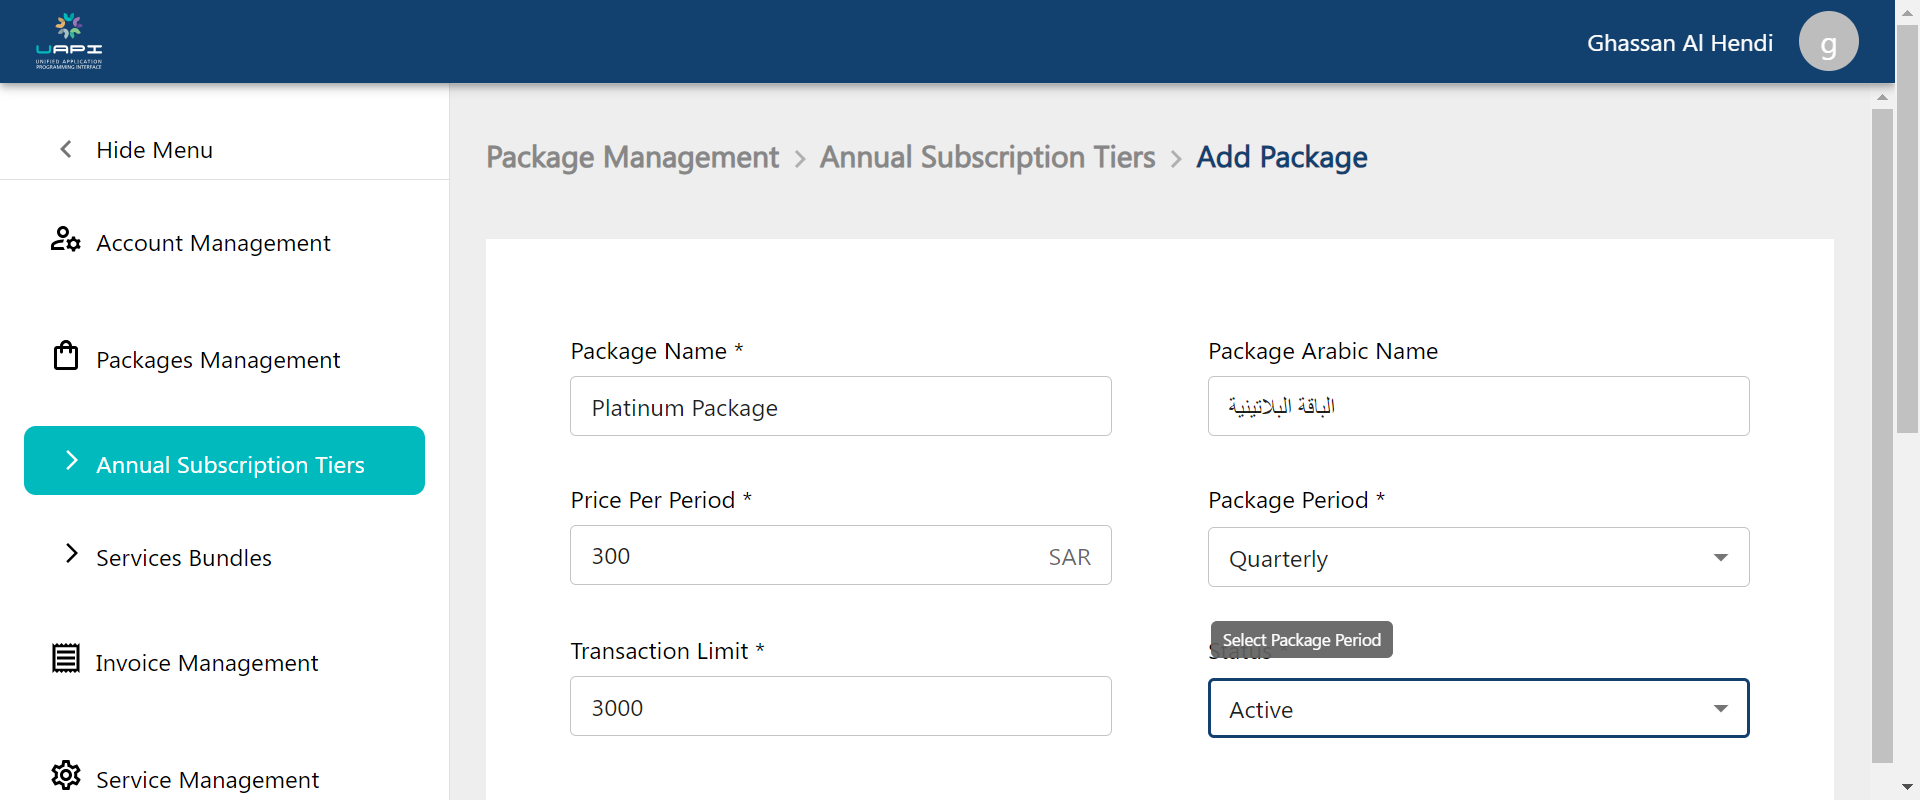 UAPI
UNIFIED APPLICATION
PROGRAMMING INTERFACE
Ghassan Al Hendi
g
Hide Menu
Account Management
Packages Management
Annual Subscription Tiers
Services Bundles
Invoice Management
Service Management
Package Management > Annual Subscription Tiers > Add Package
Package Name *
Platinum Package
Package Arabic Name
الباقة البلاتينية
Price Per Period *
300 SAR
Package Period *
Quarterly
Select Package Period
Transaction Limit *
3000
Status *
Active